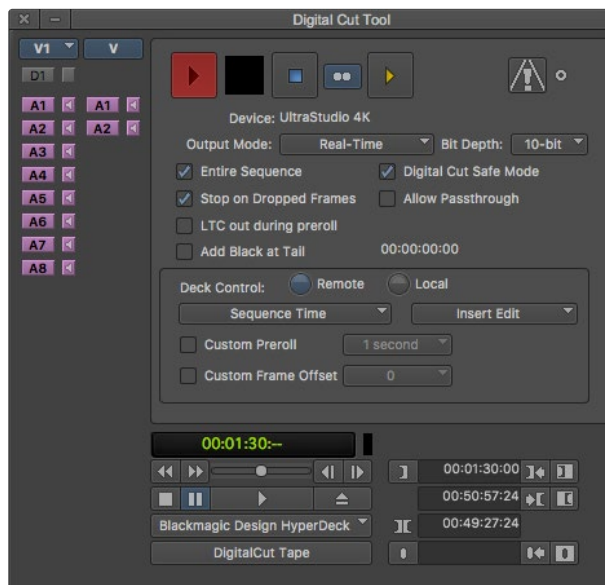 Digital Cut Tool
V1 V
D1
A1 A1
A2 A2
A3
A4
A5
A6
A7
A8
Device: UltraStudio 4K
Output Mode: Real-Time Bit Depth: 10-bit
Entire Sequence Digital Cut Safe Mode
Stop on Dropped Frames Allow Passthrough
LTC out during preroll
Add Black at Tail 00:00:00:00
Deck Control: Remote Local
Sequence Time Insert Edit
Custom Preroll 1 second
Custom Frame Offset 0
00:01:30:--
00:01:30:00
00:50:57:24
Blackmagic Design HyperDeck 00:49:27:24
DigitalCut Tape